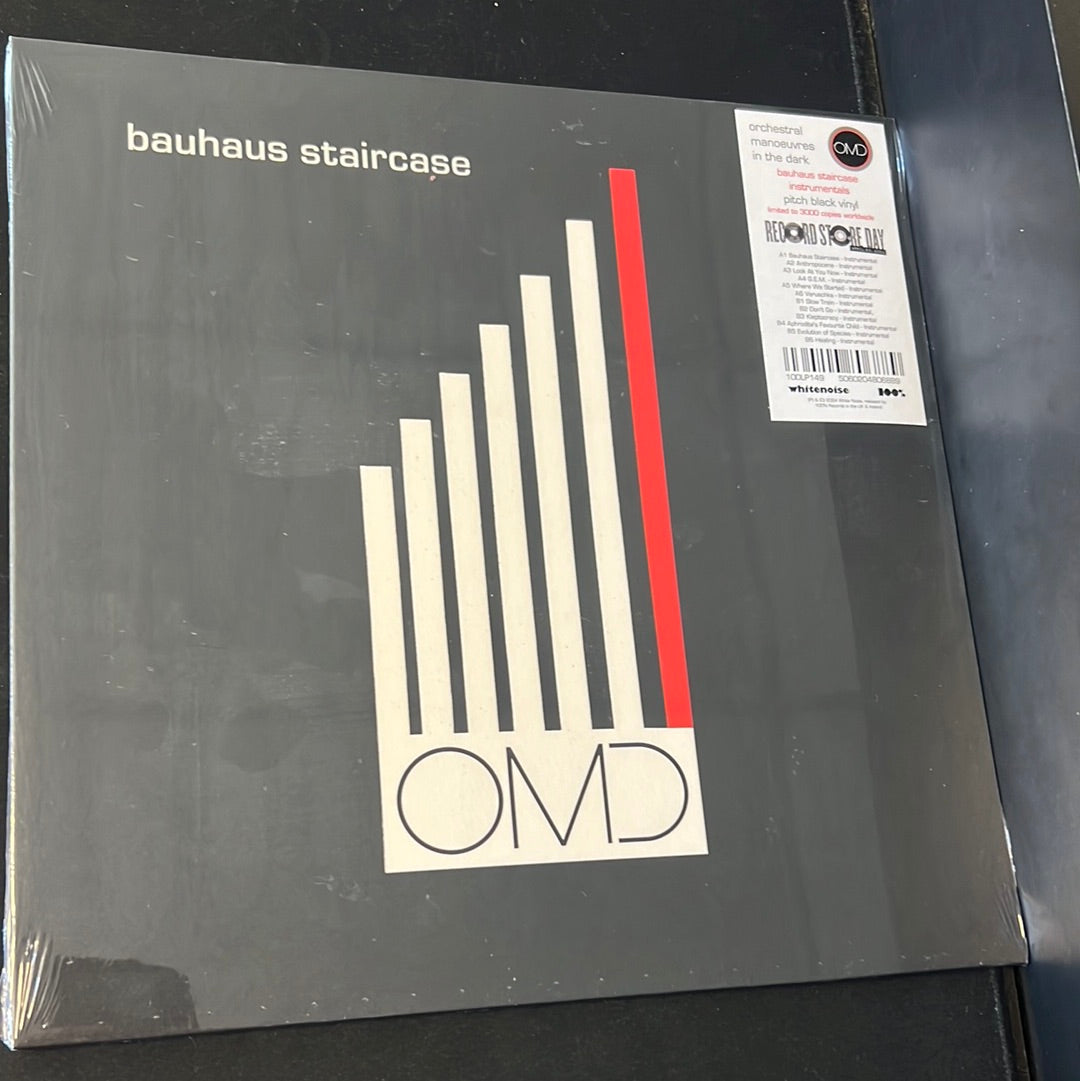 bauhaus staircase
OMD
orchestral
manoeuvres
in the dark
OMD
bauhaus staircase
instrumentals
pitch black vinyl
limited to 3000 copies worldwide
RECORD STORE DAY
A1 Bauhaus Staircase - Instrumental
A2 Anthropocene - Instrumental
A3 Look At You Now - Instrumental
A4 G.E.M. - Instrumental
A5 Where We Started - Instrumental
A6 Veruschka - Instrumental
B1 Slow Train - Instrumental
B2 Don't Go - Instrumental,
B3 Kleptocracy - Instrumental
B4 Aphrodite's Favourite Child - Instrumental
B5 Evolution of Species - Instrumental
B6 Healing - Instrumental
100LP149 5060204806889
whitenoise 100%